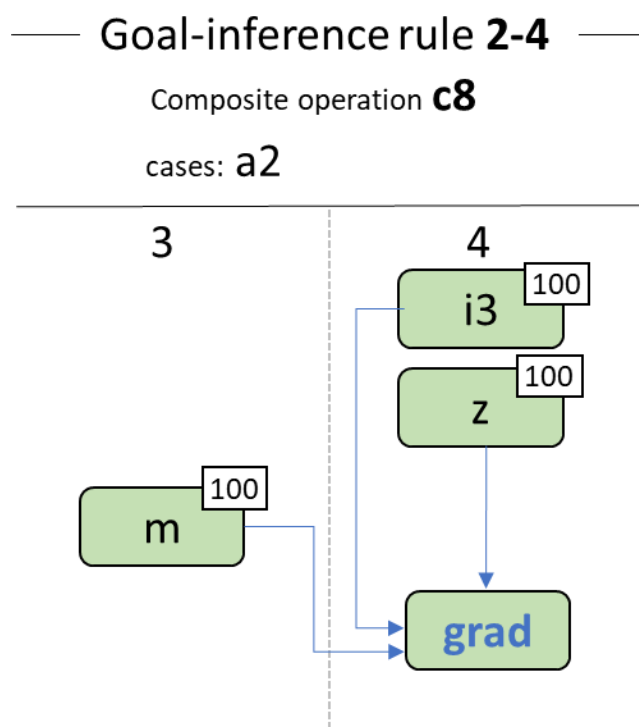 Goal-inference rule 2-4
Composite operation c8
cases: a2
3
4
100
i3
100
z
100
m
grad